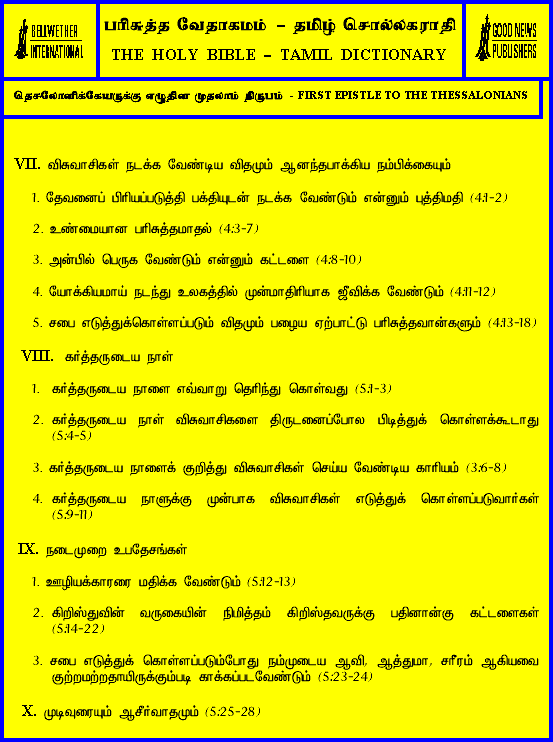 BELLWETHER
INTERNATIONAL
பரிசுத்த வேதாகமம் – தமிழ் சொல்லகராதி
THE HOLY BIBLE – TAMIL DICTIONARY
GOOD NEWS
PUBLISHERS
தெசலோனிக்கேயருக்கு எழுதின முதலாம் நிருபம் - FIRST EPISTLE TO THE THESSALONIANS
VII. விசுவாசிகள் நடக்க வேண்டிய விதமும் ஆனந்தபாக்கிய நம்பிக்கையும்
1. தேவனைப் பிரியப்படுத்தி பக்தியுடன் நடக்க வேண்டும் என்னும் புத்திமதி (4:1-2)
2. உண்மையான பரிசுத்தமாதல் (4:3-7)
3. அன்பில் பெருக வேண்டும் என்னும் கட்டளை (4:8-10)
4. யோக்கியமாய் நடந்து உலகத்தில் முன்மாதிரியாக ஜீவிக்க வேண்டும் (4:11-12)
5. சபை எடுத்துக்கொள்ளப்படும் விதமும் பழைய ஏற்பாட்டு பரிசுத்தவான்களும் (4:13-18)
VIII. கர்த்தருடைய நாள்
1. கர்த்தருடைய நாளை எவ்வாறு தெரிந்து கொள்வது (5:1-3)
2. கர்த்தருடைய நாள் விசுவாசிகளை திருடனைப்போல பிடித்துக் கொள்ளக்கூடாது
(5:4-5)
3. கர்த்தருடைய நாளைக் குறித்து விசுவாசிகள் செய்ய வேண்டிய காரியம் (3:6-8)
4. கர்த்தருடைய நாளுக்கு முன்பாக விசுவாசிகள் எடுத்துக் கொள்ளப்படுவார்கள்
(5:9-11)
IX. நடைமுறை உபதேசங்கள்
1. ஊழியக்காரரை மதிக்க வேண்டும் (5:12-13)
2. கிறிஸ்துவின் வருகையின் நிமித்தம் கிறிஸ்தவருக்கு பதினான்கு கட்டளைகள்
(5:14-22)
3. சபை எடுத்துக் கொள்ளப்படும்போது நம்முடைய ஆவி, ஆத்துமா, சரீரம் ஆகியவை
குற்றமற்றதாயிருக்கும்படி காக்கப்படவேண்டும் (5:23-24)
X. முடிவுரையும் ஆசீர்வாதமும் (5:25-28)